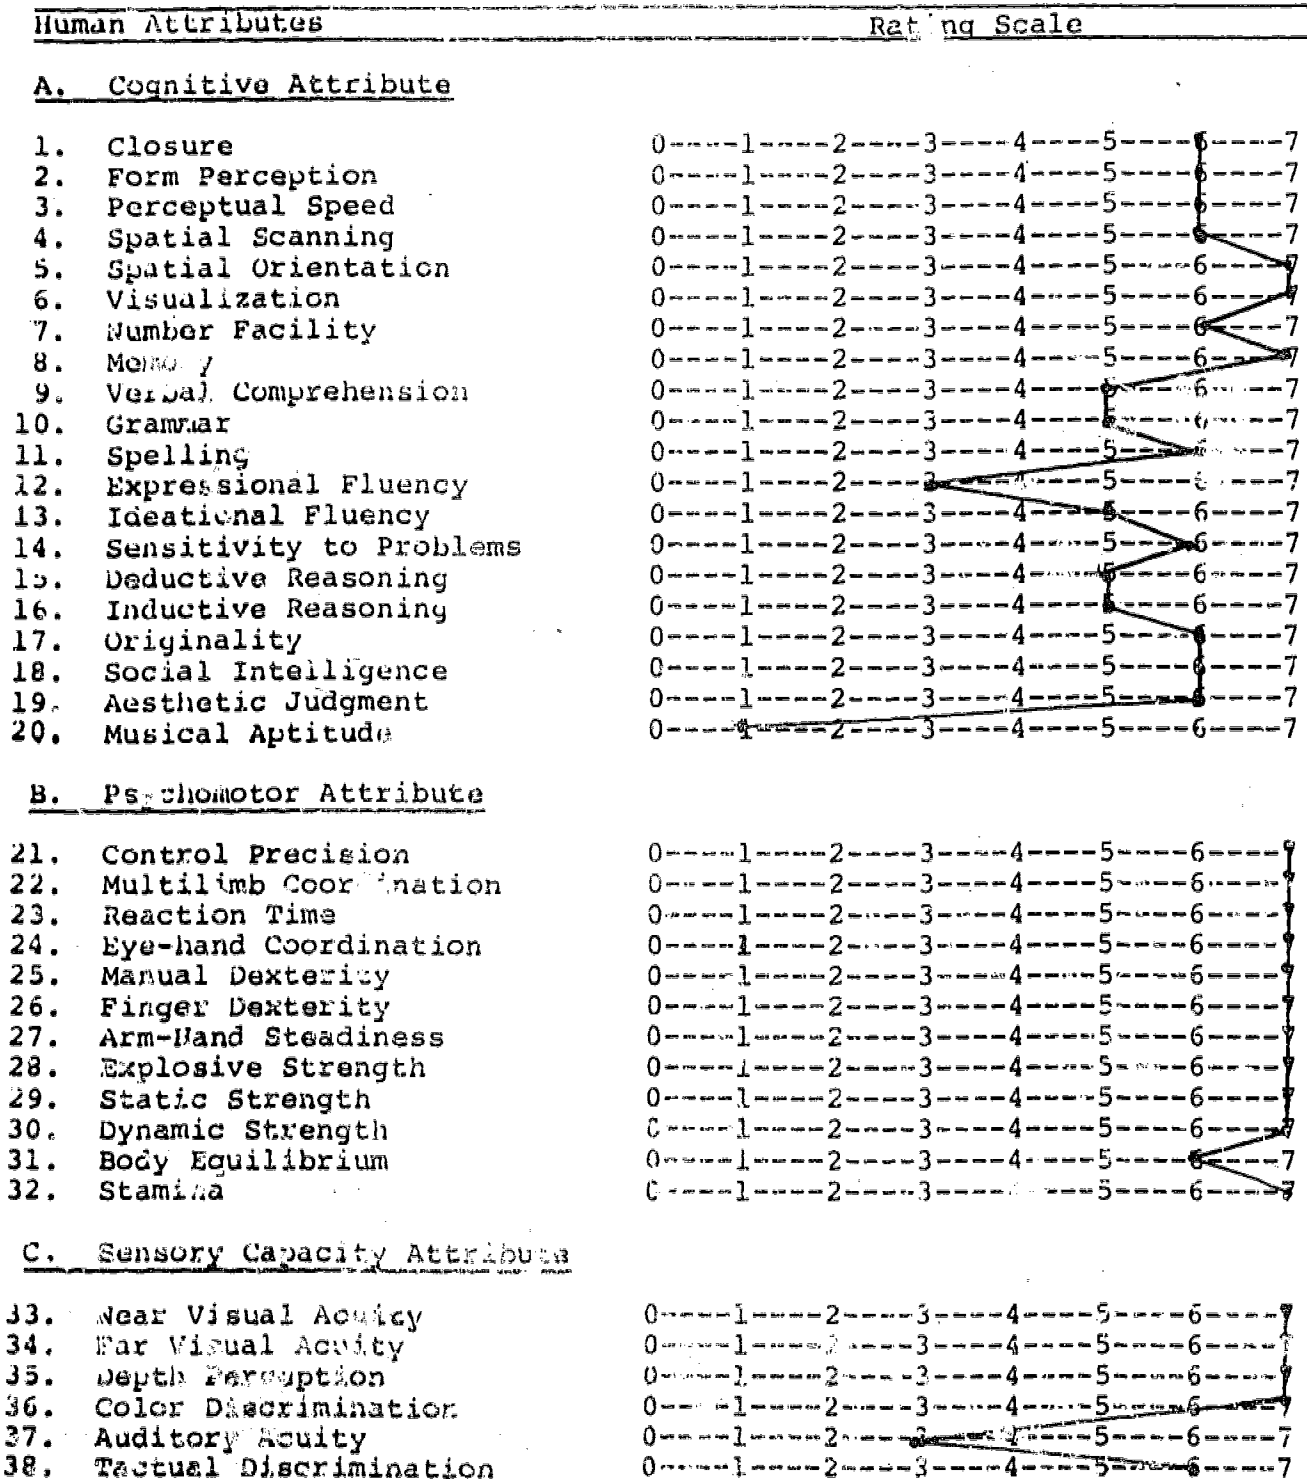 Human Attributes Rating Scale
A. Cognitive Attribute
1. Closure 0----1----2----3----4----5----6----7
2. Form Perception 0----1----2----3----4----5----6----7
3. Perceptual Speed 0----1----2----3----4----5----6----7
4. Spatial Scanning 0----1----2----3----4----5----6----7
5. Spatial Orientation 0----1----2----3----4----5----6----7
6. Visualization 0----1----2----3----4----5----6----7
7. Number Facility 0----1----2----3----4----5----6----7
8. Memory 0----1----2----3----4----5----6----7
9. Verbal Comprehension 0----1----2----3----4----5----6----7
10. Grammar 0----1----2----3----4----5----6----7
11. Spelling 0----1----2----3----4----5----6----7
12. Expressional Fluency 0----1----2----3----4----5----6----7
13. Ideational Fluency 0----1----2----3----4----5----6----7
14. Sensitivity to Problems 0----1----2----3----4----5----6----7
15. Deductive Reasoning 0----1----2----3----4----5----6----7
16. Inductive Reasoning 0----1----2----3----4----5----6----7
17. Originality 0----1----2----3----4----5----6----7
18. Social Intelligence 0----1----2----3----4----5----6----7
19. Aesthetic Judgment 0----1----2----3----4----5----6----7
20. Musical Aptitude 0----1----2----3----4----5----6----7
B. Psychomotor Attribute
21. Control Precision 0----1----2----3----4----5----6----7
22. Multilimb Coordination 0----1----2----3----4----5----6----7
23. Reaction Time 0----1----2----3----4----5----6----7
24. Eye-hand Coordination 0----1----2----3----4----5----6----7
25. Manual Dexterity 0----1----2----3----4----5----6----7
26. Finger Dexterity 0----1----2----3----4----5----6----7
27. Arm-Hand Steadiness 0----1----2----3----4----5----6----7
28. Explosive Strength 0----1----2----3----4----5----6----7
29. Static Strength 0----1----2----3----4----5----6----7
30. Dynamic Strength 0----1----2----3----4----5----6----7
31. Body Equilibrium 0----1----2----3----4----5----6----7
32. Stamina 0----1----2----3----4----5----6----7
C. Sensory Capacity Attribute
33. Near Visual Acuity 0----1----2----3----4----5----6----7
34. Far Visual Acuity 0----1----2----3----4----5----6----7
35. Depth Perception 0----1----2----3----4----5----6----7
36. Color Discrimination 0----1----2----3----4----5----6----7
37. Auditory Acuity 0----1----2----3----4----5----6----7
38. Tactual Discrimination 0----1----2----3----4----5----6----7